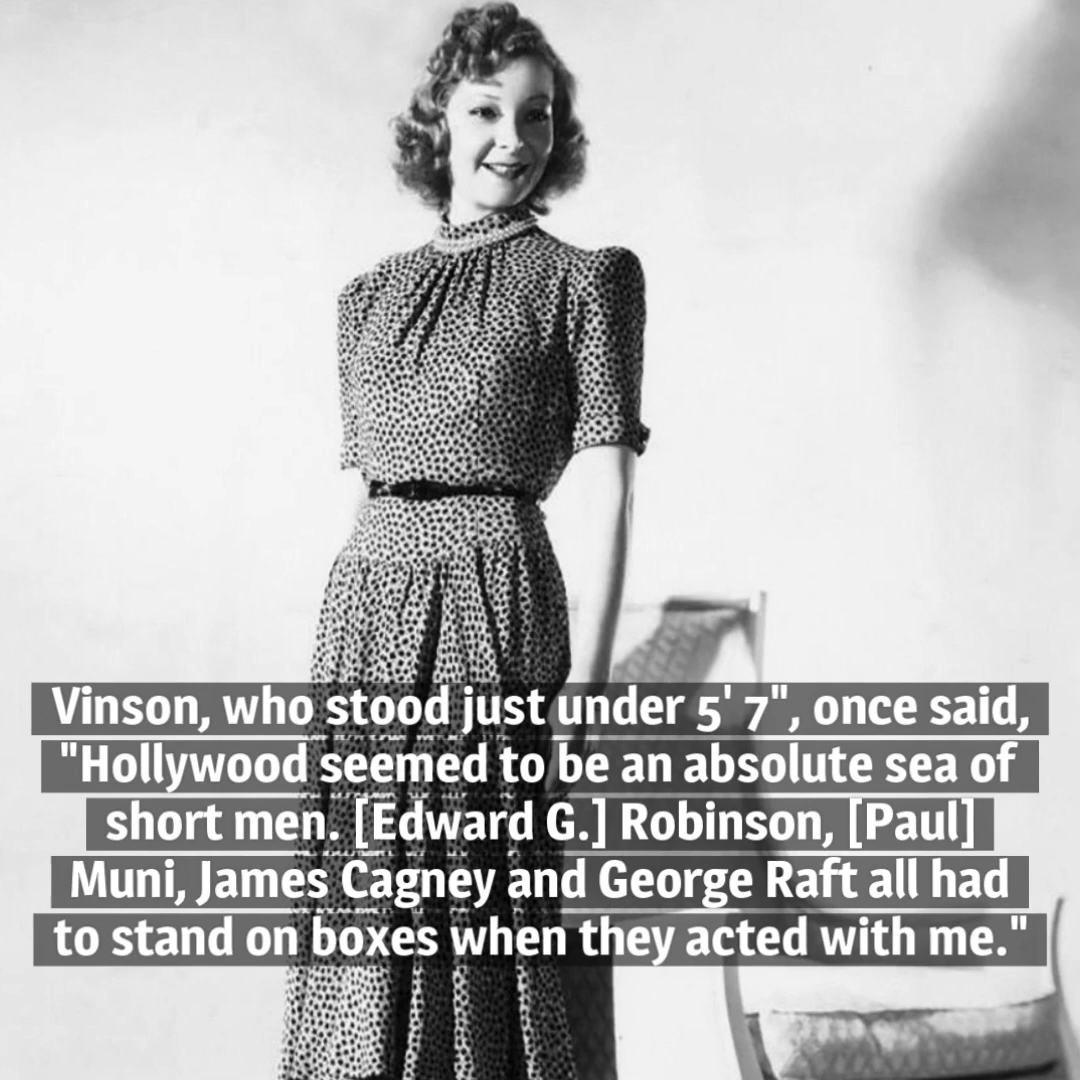 Vinson, who stood just under 5' 7", once said,
"Hollywood seemed to be an absolute sea of
short men. [Edward G.] Robinson, [Paul]
Muni, James Cagney and George Raft all had
to stand on boxes when they acted with me."